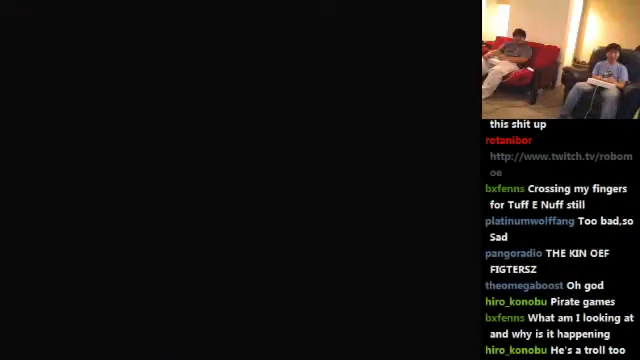 this shit up
rotanibor
http://www.twitch.tv/robom
oe
bxfenns Crossing my fingers
for Tuff E Nuff still
platinumwolffang Too bad,so
Sad
pangoradio THE KIN OEF
FIGTERSZ
theomegaboost Oh god
hiro_konobu Pirate games
bxfenns What am I looking at
and why is it happening
hiro_konobu He's a troll too